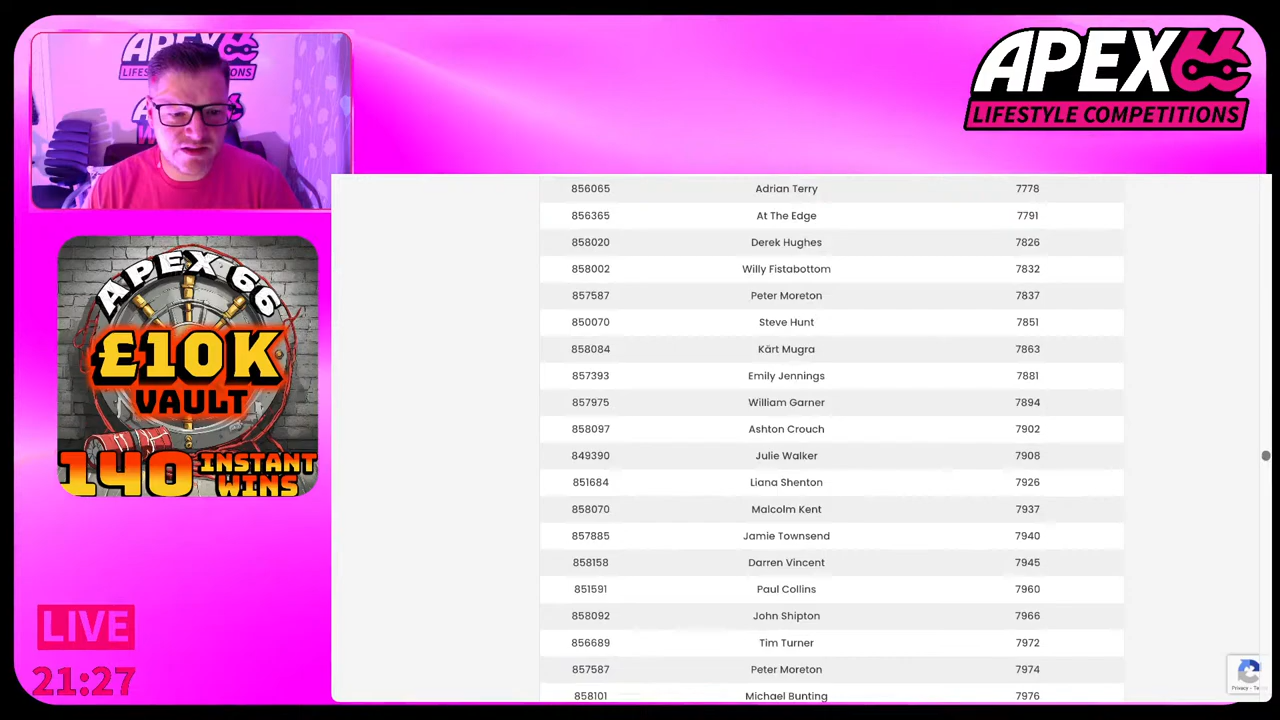 APEX66
LIFESTYLE COMPETITIONS
APEX 66
£10K
VAULT
140 INSTANT
WINS
LIVE
21:27
856065 Adrian Terry 7778
856365 At The Edge 7791
858020 Derek Hughes 7826
858002 Willy Fistabottom 7832
857587 Peter Moreton 7837
850070 Steve Hunt 7851
858084 Kärt Mugra 7863
857393 Emily Jennings 7881
857975 William Garner 7894
858097 Ashton Crouch 7902
849390 Julie Walker 7908
851684 Liana Shenton 7926
858070 Malcolm Kent 7937
857885 Jamie Townsend 7940
858158 Darren Vincent 7945
851591 Paul Collins 7960
858092 John Shipton 7966
856689 Tim Turner 7972
857587 Peter Moreton 7974
858101 Michael Bunting 7976
Privacy